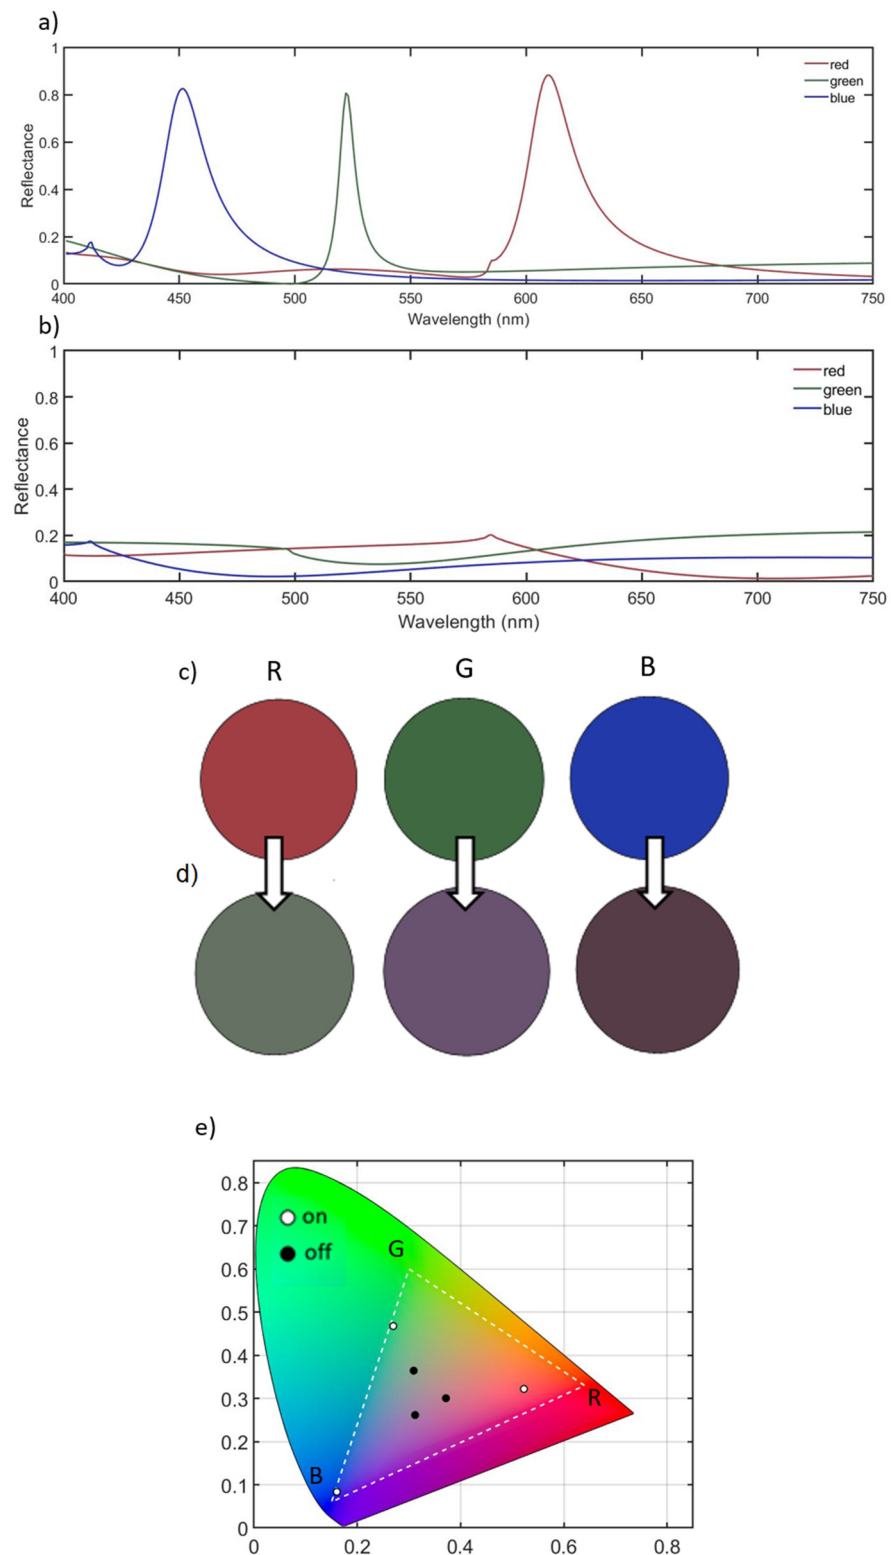 a)
1
0.8
0.6
0.4
0.2
0
Reflectance
red
green
blue
400 450 500 550 600 650 700 750
Wavelength (nm)
b)
1
0.8
0.6
0.4
0.2
0
Reflectance
red
green
blue
400 450 500 550 600 650 700 750
Wavelength (nm)
c) R G B
d)
e)
0.8
0.7
0.6
0.5
0.4
0.3
0.2
0.1
0
on
off
G
R
B
0 0.2 0.4 0.6 0.8